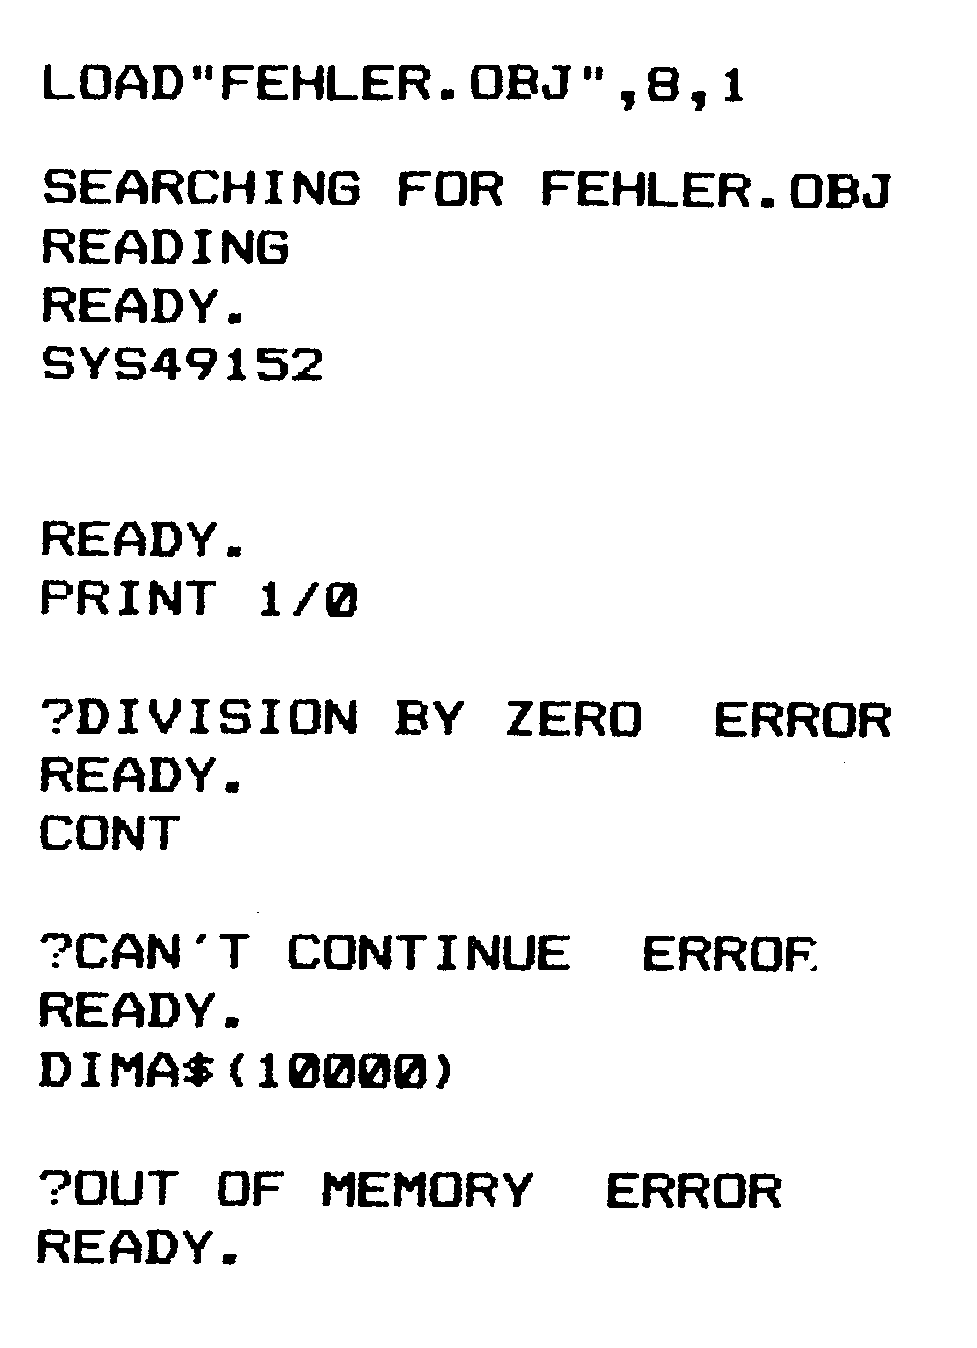 LOAD"FEHLER.OBJ",8,1
SEARCHING FOR FEHLER.OBJ
READING
READY.
SYS49152
READY.
PRINT 1/0
?DIVISION BY ZERO  ERROR
READY.
CONT
?CAN'T CONTINUE  ERROR
READY.
DIMA$(10000)
?OUT OF MEMORY  ERROR
READY.